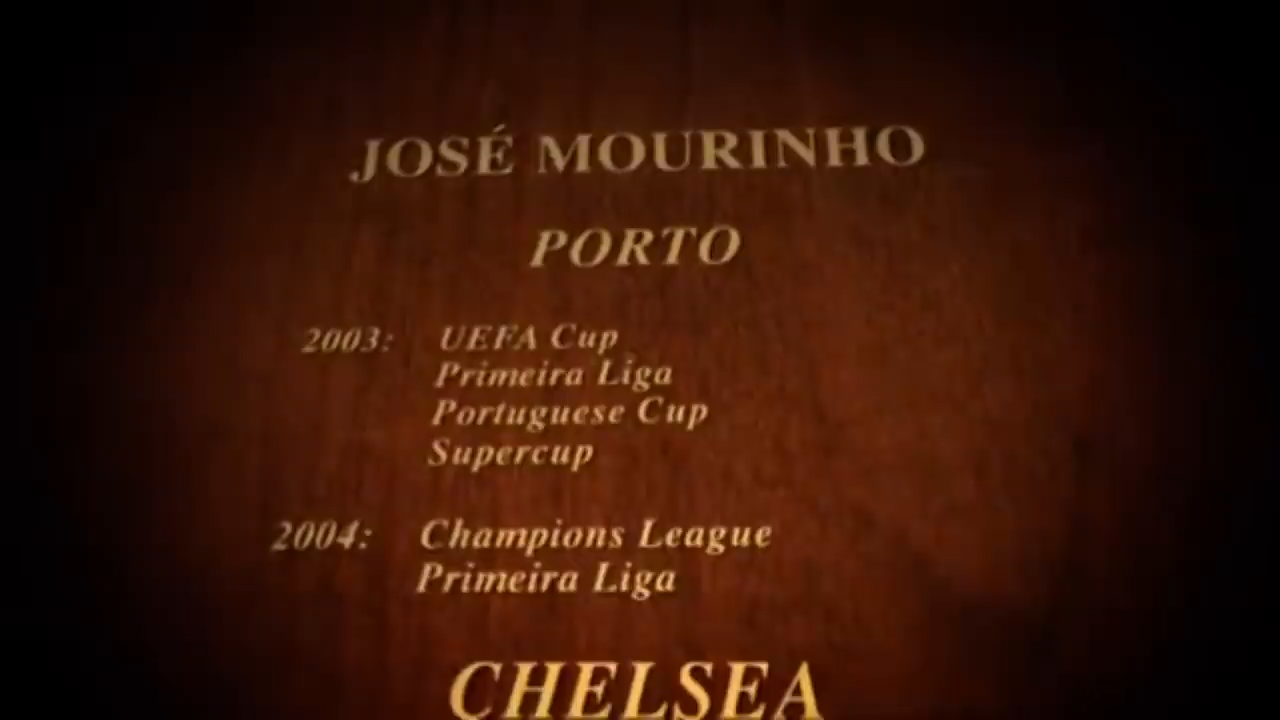 JOSÉ MOURINHO
PORTO
2003: UEFA Cup
Primeira Liga
Portuguese Cup
Supercup
2004: Champions League
Primeira Liga
CHELSEA